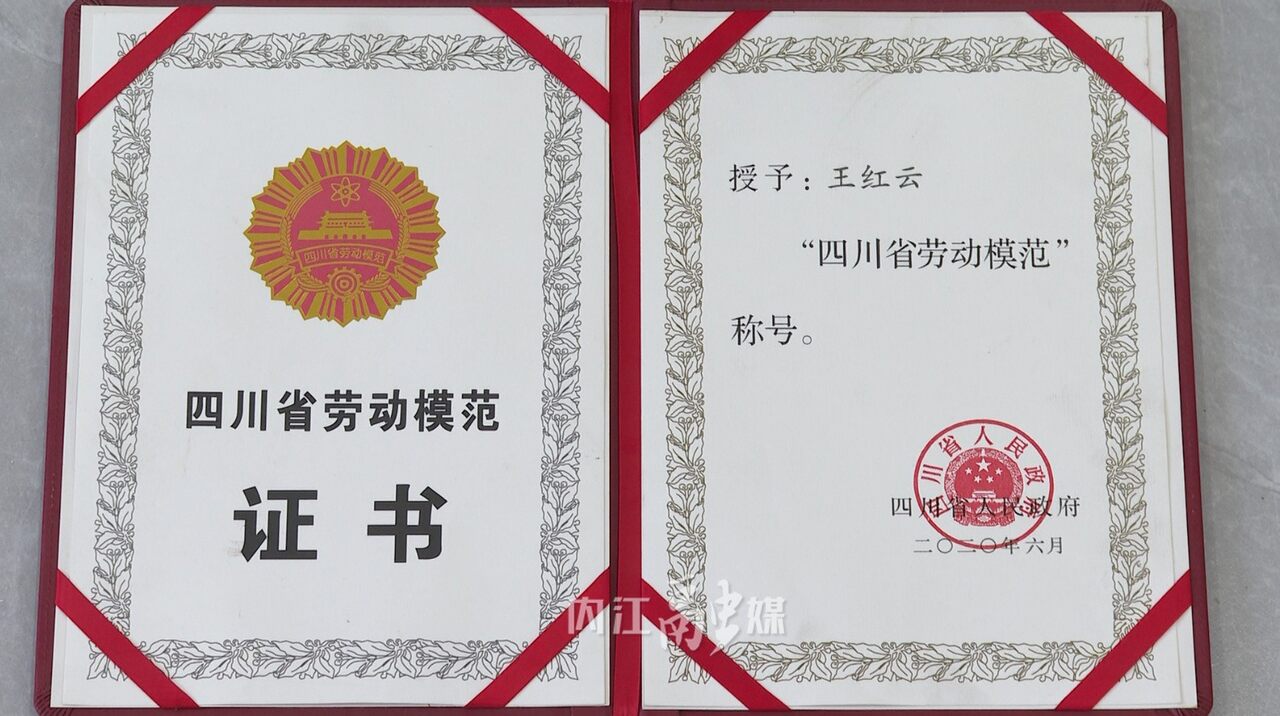 四川省劳动模范
四川省劳动模范
证书
授予：王红云
“四川省劳动模范”
称号。
四川省人民政府
四川省人民政府
二〇二〇年六月
内江融媒